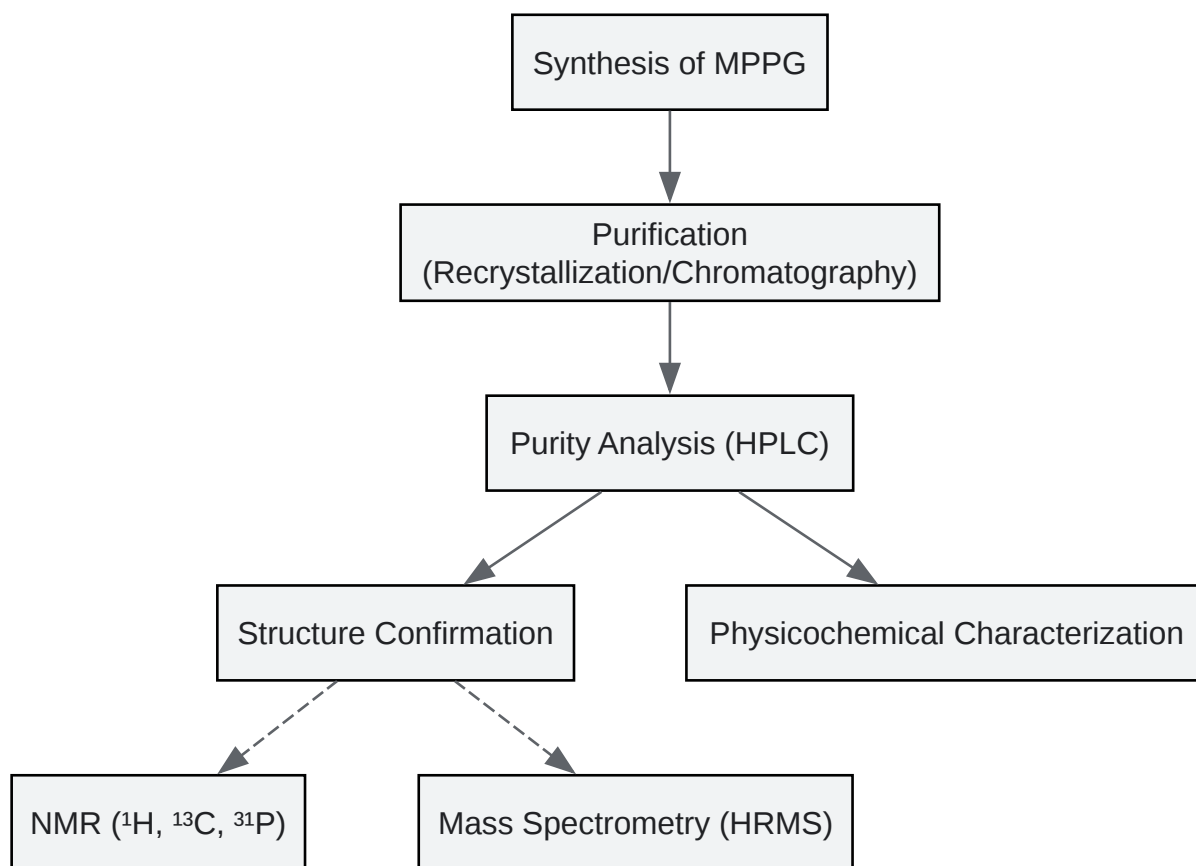 Synthesis of MPPG
Purification
(Recrystallization/Chromatography)
Purity Analysis (HPLC)
Structure Confirmation
Physicochemical Characterization
NMR (¹H, ¹³C, ³¹P)
Mass Spectrometry (HRMS)